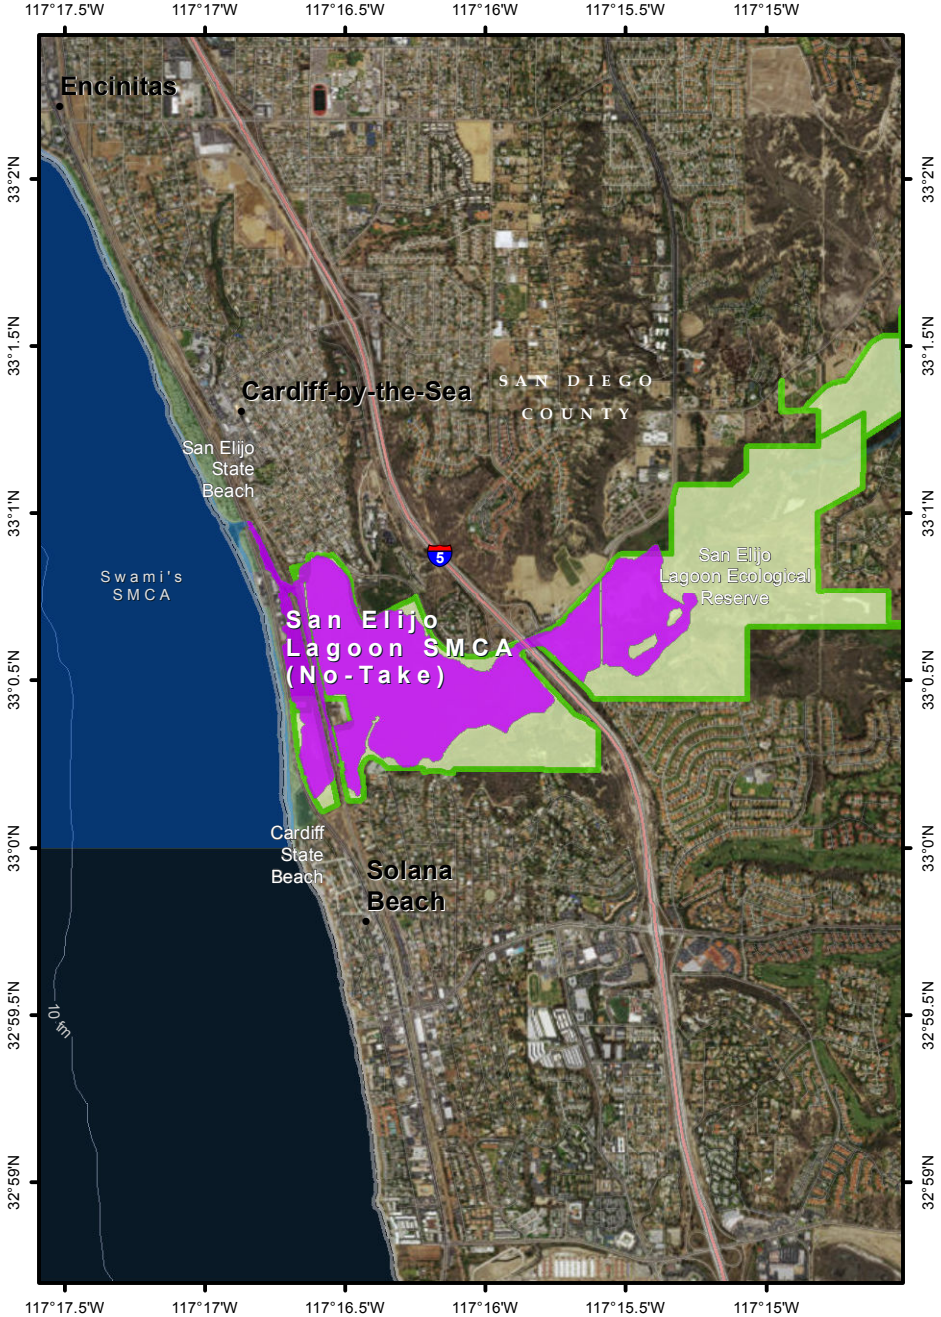 117°17.5'W 117°17'W 117°16.5'W 117°16'W 117°15.5'W 117°15'W
Encinitas
33°2'N 33°2'N
33°1.5'N 33°1.5'N
SAN DIEGO
COUNTY
Cardiff-by-the-Sea
San Elijo
State
Beach
33°1'N 33°1'N
5
San Elijo
Lagoon Ecological
Reserve
Swami's
SMCA
San Elijo
Lagoon SMCA
(No-Take)
33°0.5'N 33°0.5'N
Cardiff
State
Beach
33°0'N 33°0'N
Solana
Beach
10 fm
32°59.5'N 32°59.5'N
32°59'N 32°59'N
117°17.5'W 117°17'W 117°16.5'W 117°16'W 117°15.5'W 117°15'W